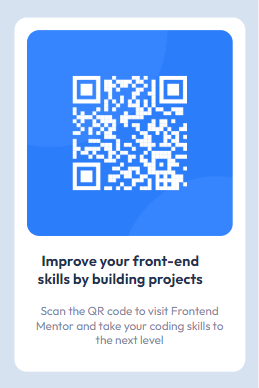 Improve your front-end
skills by building projects
Scan the QR code to visit Frontend
Mentor and take your coding skills to
the next level